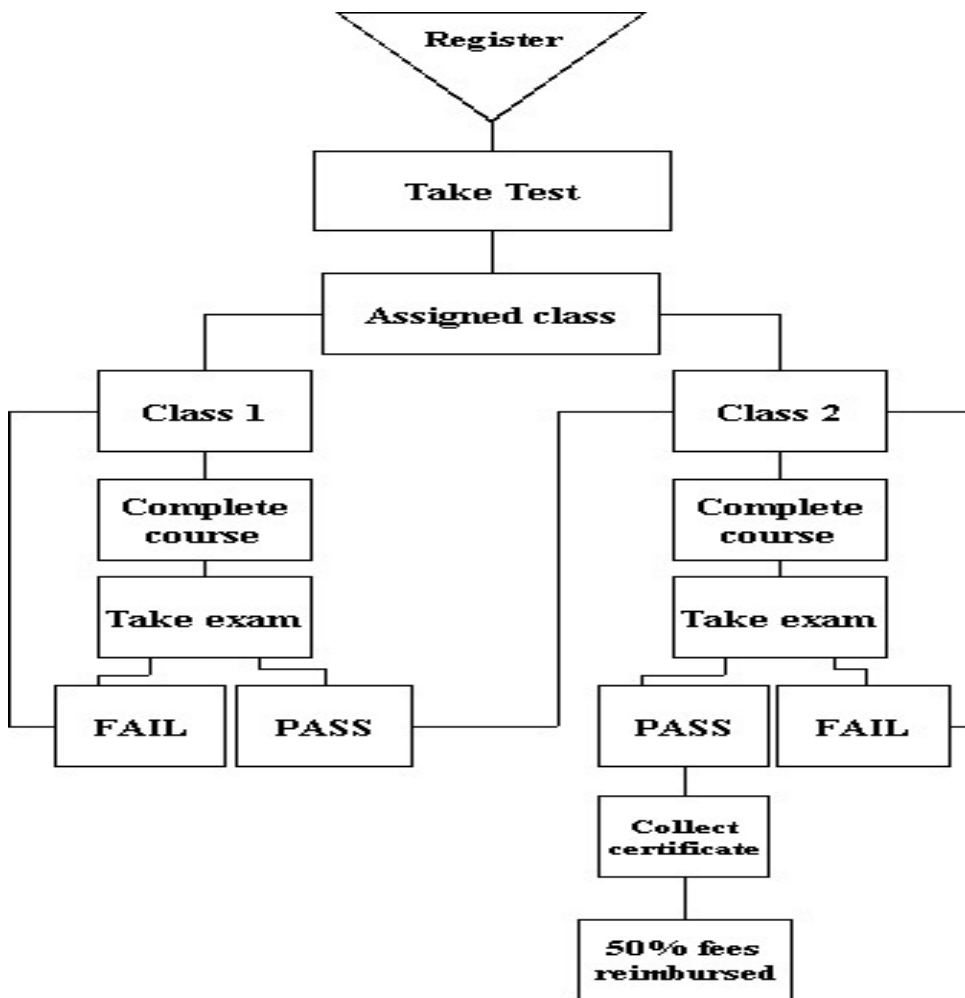 Register
Take Test
Assigned class
Class 1
Class 2
Complete
course
Complete
course
Take exam
Take exam
FAIL
PASS
PASS
FAIL
Collect
certificate
50% fees
reimbursed